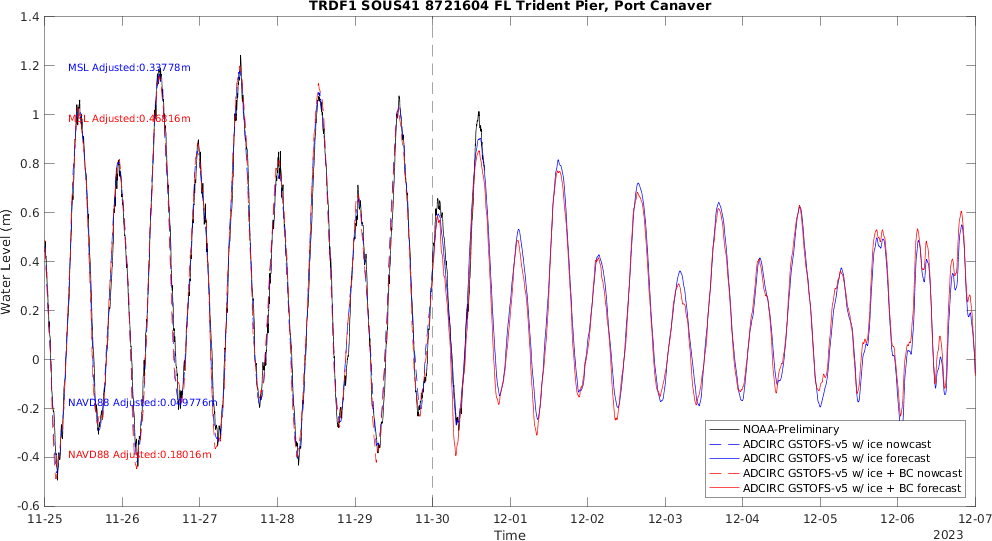 TRDF1 SOUS41 8721604 FL Trident Pier, Port Canaver
1.4
1.2
1
0.8
0.6
0.4
0.2
0
-0.2
-0.4
-0.6
Water Level (m)
MSL Adjusted:0.33778m
MSL Adjusted:0.46816m
NAVD88 Adjusted:0.049776m
NAVD88 Adjusted:0.18016m
NOAA-Preliminary
ADCIRC GSTOFS-v5 w/ ice nowcast
ADCIRC GSTOFS-v5 w/ ice forecast
ADCIRC GSTOFS-v5 w/ ice + BC nowcast
ADCIRC GSTOFS-v5 w/ ice + BC forecast
11-25 11-26 11-27 11-28 11-29 11-30 12-01 12-02 12-03 12-04 12-05 12-06 12-07
Time
2023